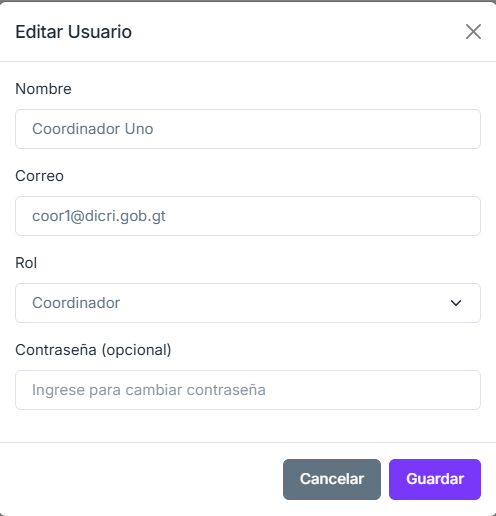 Editar Usuario
Nombre
Coordinador Uno
Correo
coor1@dicri.gob.gt
Rol
Coordinador
Contraseña (opcional)
Ingrese para cambiar contraseña
Cancelar Guardar